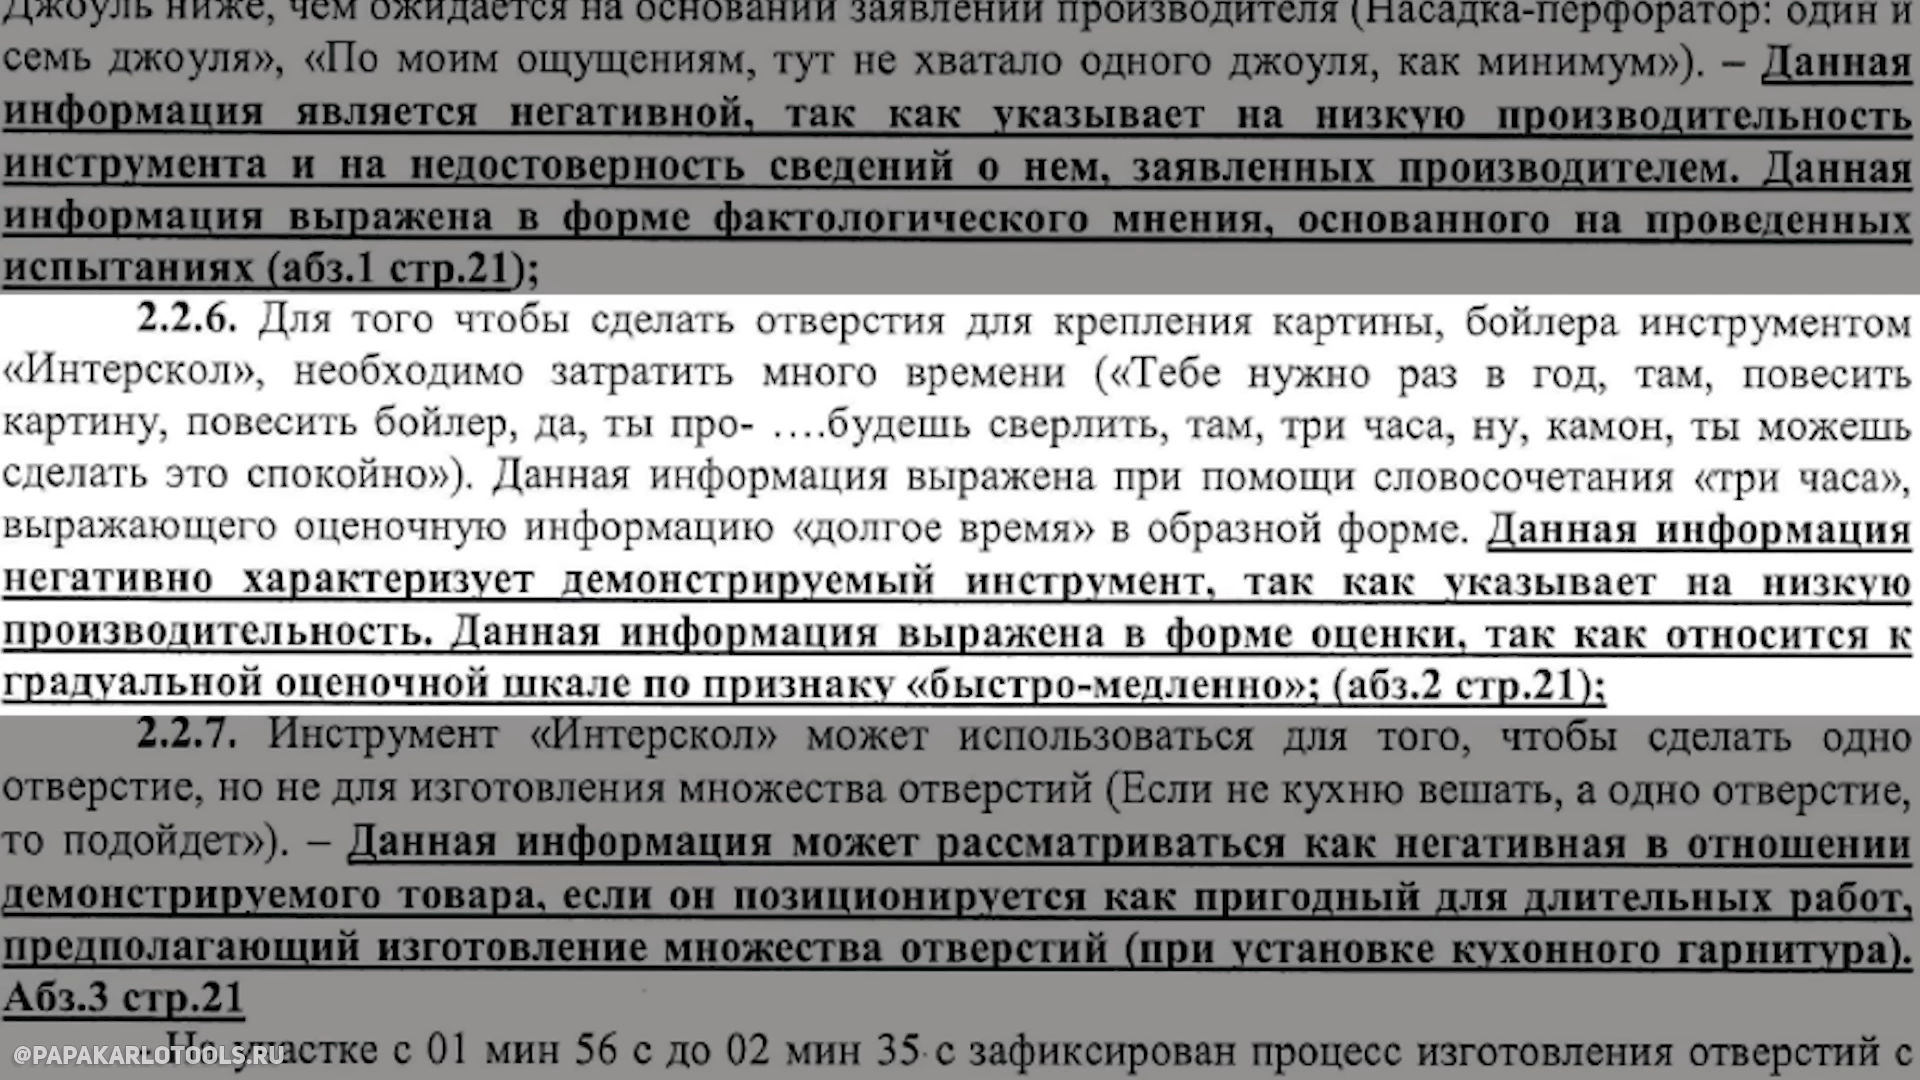 Джоуль ниже, чем ожидается на основании заявлений производителя (Насадка-перфоратор: один и
семь джоуля», «По моим ощущениям, тут не хватало одного джоуля, как минимум»). – Данная
информация является негативной, так как указывает на низкую производительность
инструмента и на недостоверность сведений о нем, заявленных производителем. Данная
информация выражена в форме фактологического мнения, основанного на проведенных
испытаниях (абз.1 стр.21);
2.2.6. Для того чтобы сделать отверстия для крепления картины, бойлера инструментом
«Интерскол», необходимо затратить много времени («Тебе нужно раз в год, там, повесить
картину, повесить бойлер, да, ты про- ….будешь сверлить, там, три часа, ну, камон, ты можешь
сделать это спокойно»). Данная информация выражена при помощи словосочетания «три часа»,
выражающего оценочную информацию «долгое время» в образной форме. Данная информация
негативно характеризует демонстрируемый инструмент, так как указывает на низкую
производительность. Данная информация выражена в форме оценки, так как относится к
градуальной оценочной шкале по признаку «быстро-медленно»; (абз.2 стр.21);
2.2.7. Инструмент «Интерскол» может использоваться для того, чтобы сделать одно
отверстие, но не для изготовления множества отверстий (Если не кухню вешать, а одно отверстие,
то подойдет»). – Данная информация может рассматриваться как негативная в отношении
демонстрируемого товара, если он позиционируется как пригодный для длительных работ,
предполагающий изготовление множества отверстий (при установке кухонного гарнитура).
Абз.3 стр.21
- На участке с 01 мин 56 с до 02 мин 35 с зафиксирован процесс изготовления отверстий с
@PAPAKARLOTOOLS.RU